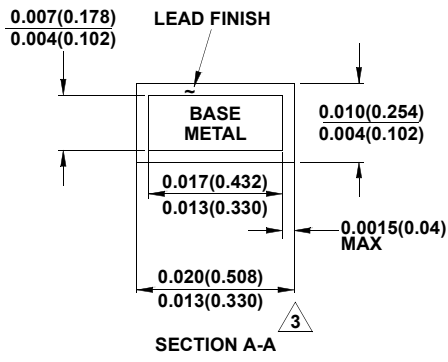 0.007(0.178)
0.004(0.102)
LEAD FINISH
~
BASE
METAL
0.010(0.254)
0.004(0.102)
0.017(0.432)
0.013(0.330)
0.0015(0.04)
MAX
0.020(0.508)
0.013(0.330)
3
SECTION A-A